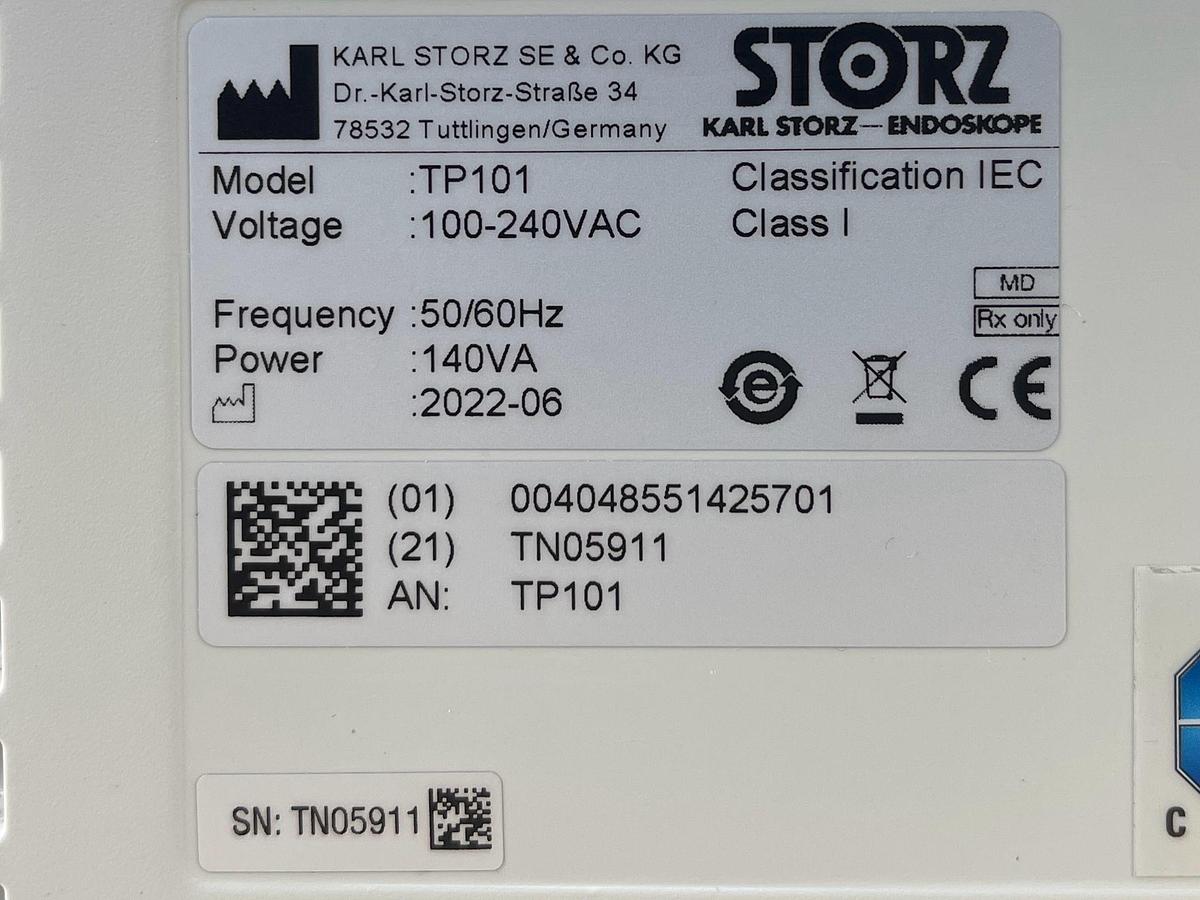 KARL STORZ SE & Co. KG
Dr.-Karl-Storz-Straße 34
78532 Tuttlingen/Germany
STORZ
KARL STORZ—ENDOSKOPE
Model :TP101
Voltage :100-240VAC
Classification IEC
Class I
Frequency :50/60Hz
Power :140VA
:2022-06
MD
Rx only
e
CE
(01) 004048551425701
(21) TN05911
AN: TP101
SN: TN05911
C